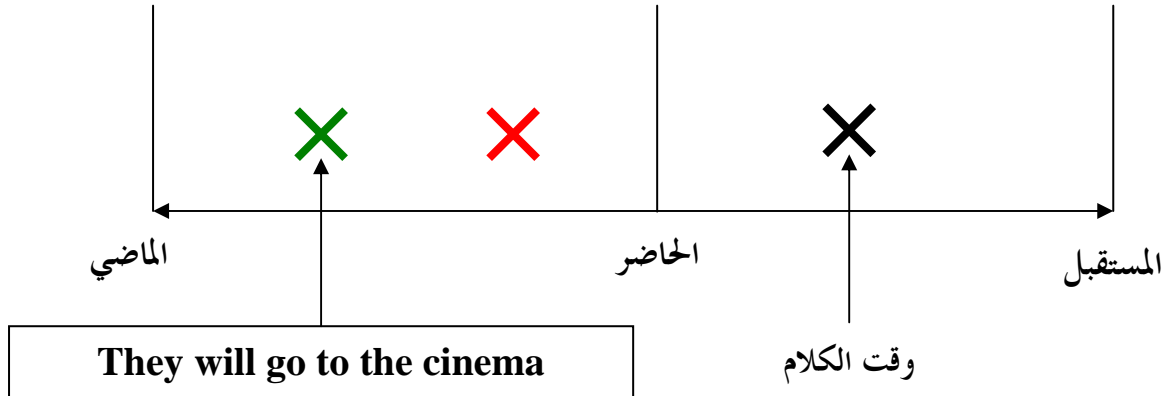 الماضي
الحاضر
المستقبل
They will go to the cinema
وقت الكلام